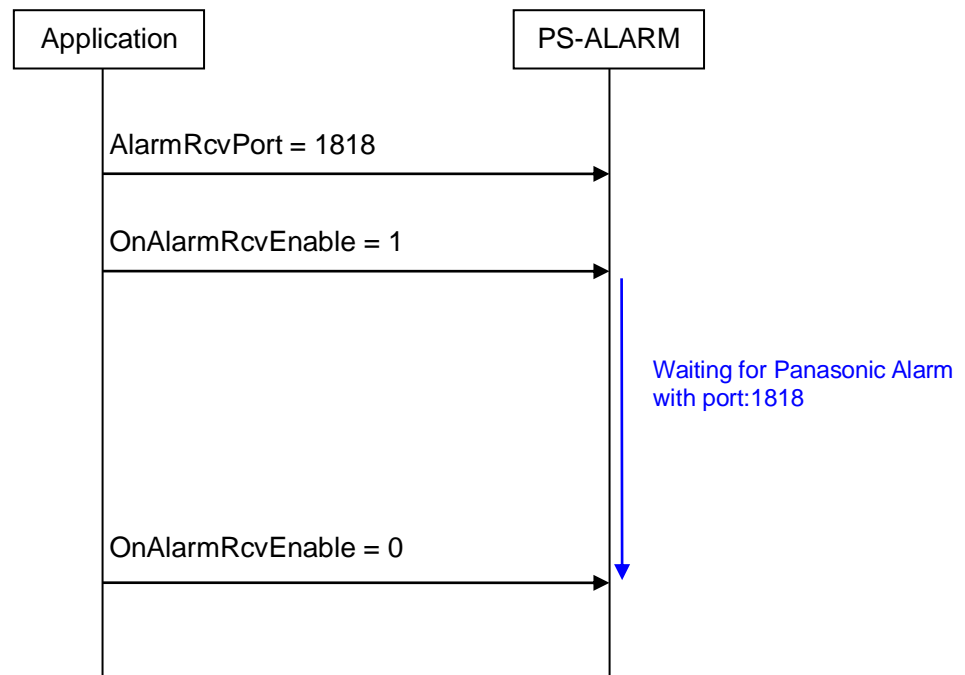 Application
PS-ALARM
AlarmRcvPort = 1818
OnAlarmRcvEnable = 1
Waiting for Panasonic Alarm
with port:1818
OnAlarmRcvEnable = 0